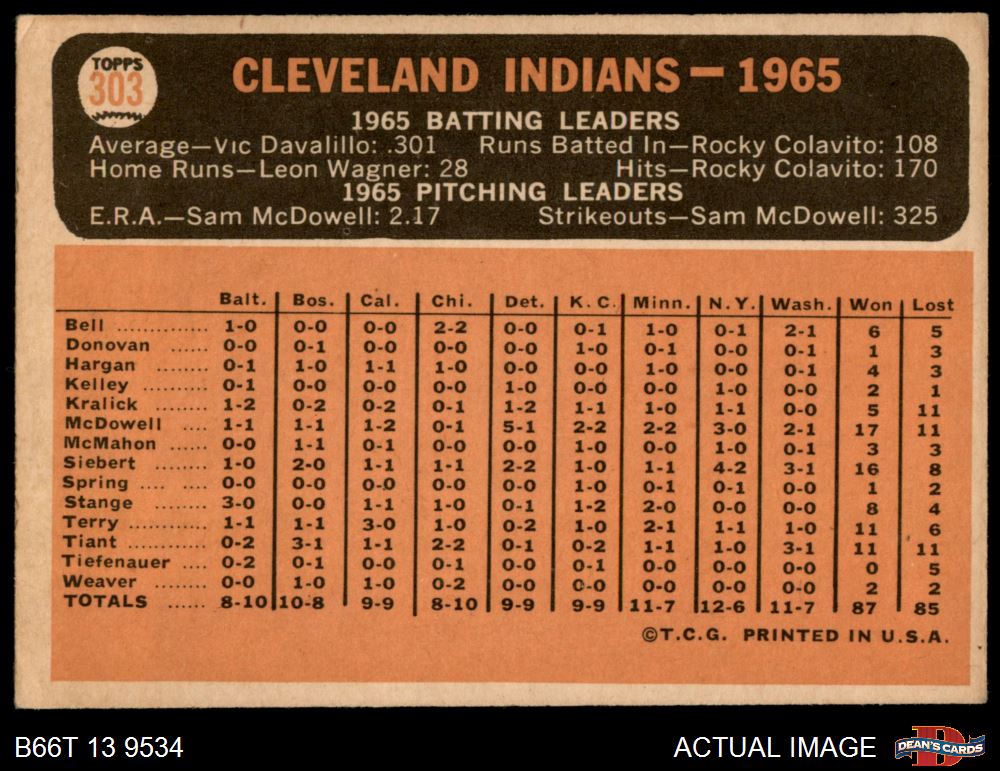 TOPPS
303
CLEVELAND INDIANS — 1965
1965 BATTING LEADERS
Average—Vic Davalillo: .301 Runs Batted In—Rocky Colavito: 108
Home Runs—Leon Wagner: 28 Hits—Rocky Colavito: 170
1965 PITCHING LEADERS
E.R.A.—Sam McDowell: 2.17 Strikeouts—Sam McDowell: 325
Balt. Bos. Cal. Chi. Det. K. C. Minn. N.Y. Wash. Won Lost
Bell ............. 1-0 0-0 0-0 2-2 0-0 0-1 1-0 0-1 2-1 6 5
Donovan ...... 0-0 0-1 0-0 0-0 0-0 1-0 0-1 0-0 0-1 1 3
Hargan ........ 0-1 1-0 1-1 1-0 0-0 0-0 1-0 0-0 0-1 4 3
Kelley .......... 0-1 0-0 0-0 0-0 1-0 0-0 0-0 1-0 0-0 2 1
Kralick ........ 1-2 0-2 0-2 0-1 1-2 1-1 1-0 1-1 0-0 5 11
McDowell .... 1-1 1-1 1-2 0-1 5-1 2-2 2-2 3-0 2-1 17 11
McMahon ..... 0-0 1-1 0-1 0-0 0-0 1-0 0-0 1-0 0-1 3 3
Siebert ........ 1-0 2-0 1-1 1-1 2-2 1-0 1-1 4-2 3-1 16 8
Spring .... .... 0-0 0-0 0-0 0-0 0-0 1-0 0-1 0-1 0-0 1 2
Stange ........ 3-0 0-0 1-1 1-0 0-1 1-2 2-0 0-0 0-0 8 4
Terry ........... 1-1 1-1 3-0 1-0 0-2 1-0 2-1 1-1 1-0 11 6
Tiant ............ 0-2 3-1 1-1 2-2 0-1 0-2 1-1 1-0 3-1 11 11
Tiefenauer .... 0-2 0-1 0-0 0-1 0-0 0-1 0-0 0-0 0-0 0 5
Weaver ........ 0-0 1-0 1-0 0-2 0-0 0-0 0-0 0-0 0-0 2 2
TOTALS ...... 8-10 10-8 9-9 8-10 9-9 9-9 11-7 12-6 11-7 87 85
©T.C.G. PRINTED IN U.S.A.
B66T 13 9534 ACTUAL IMAGE
DEAN'S CARDS